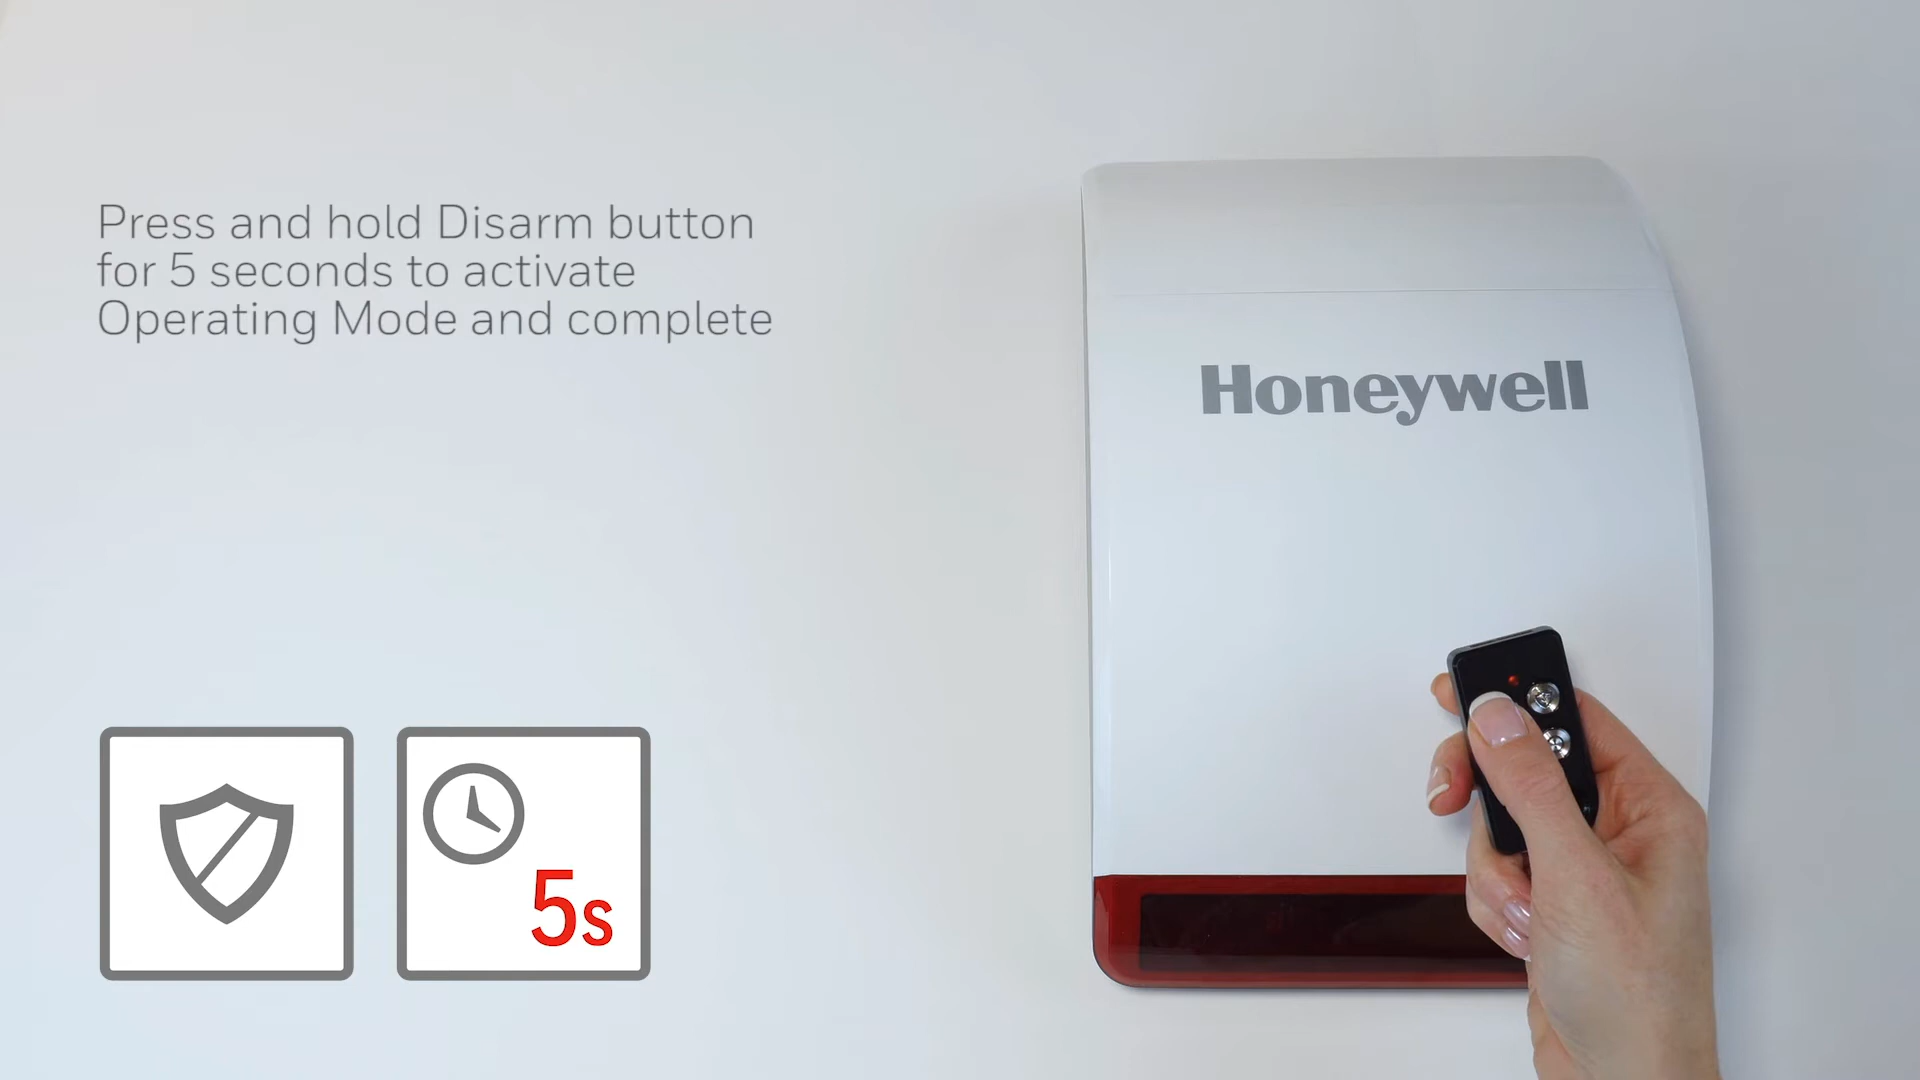 Press and hold Disarm button
for 5 seconds to activate
Operating Mode and complete
Honeywell
5s